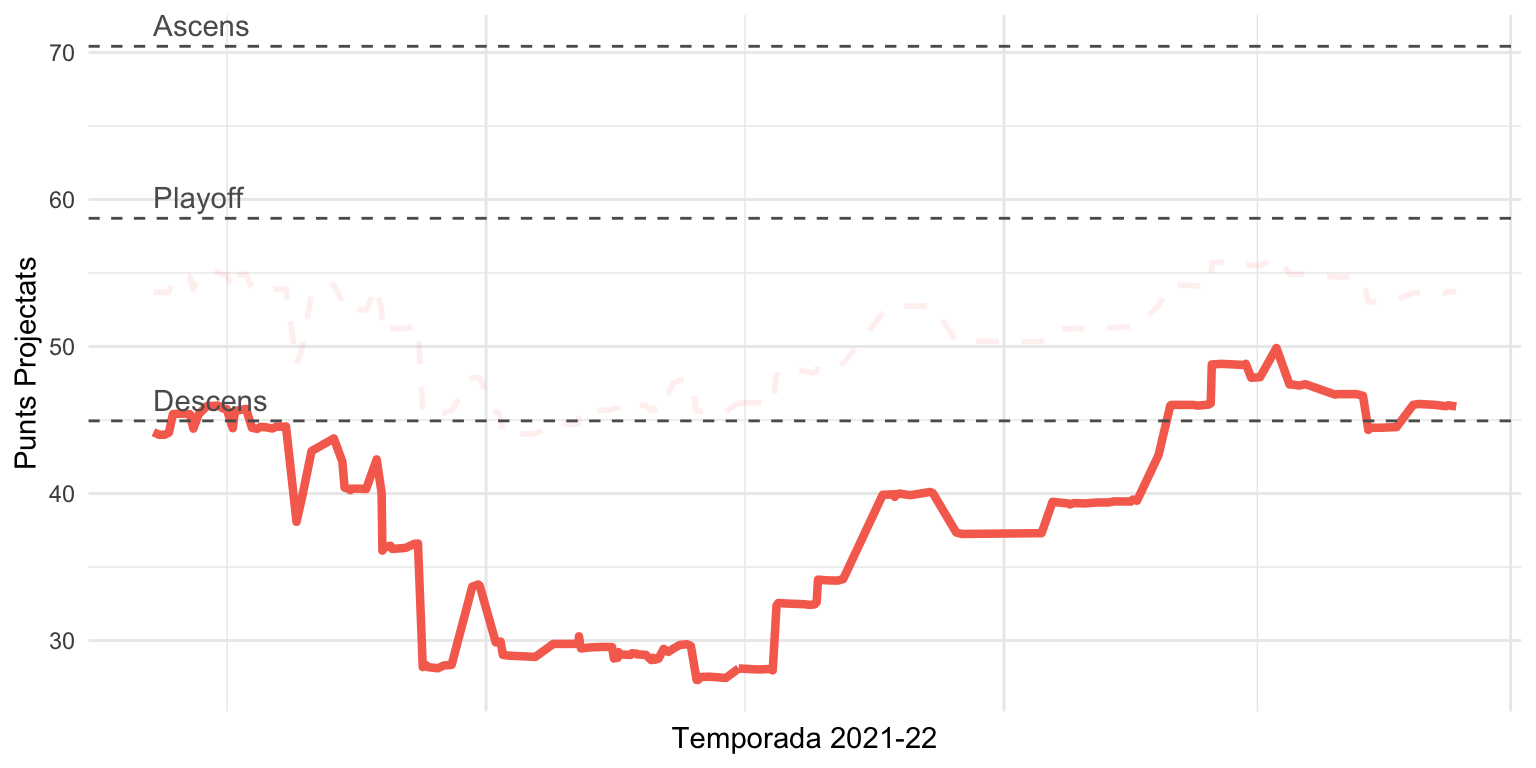 Ascens
70
Playoff
60
50
Descens
40
30
Punts Projectats
Temporada 2021-22